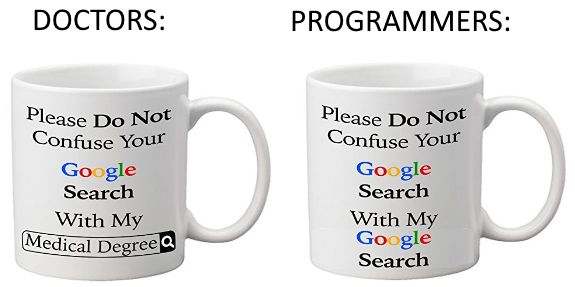 DOCTORS:
Please Do Not
Confuse Your
Google
Search
With My
Medical Degree
PROGRAMMERS:
Please Do Not
Confuse Your
Google
Search
With My
Google
Search